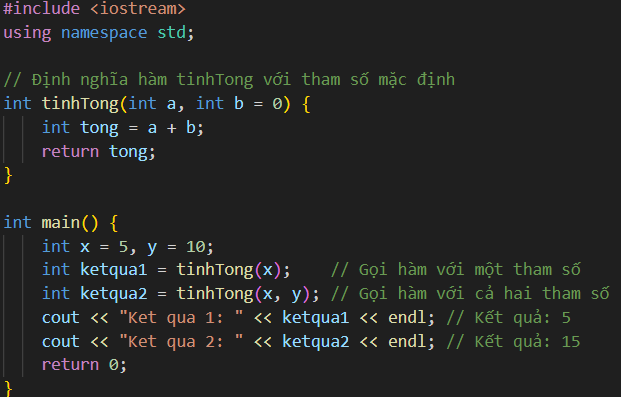 #include <iostream>
using namespace std;

// Định nghĩa hàm tinhTong với tham số mặc định
int tinhTong(int a, int b = 0) {
    int tong = a + b;
    return tong;
}

int main() {
    int x = 5, y = 10;
    int ketqua1 = tinhTong(x);    // Gọi hàm với một tham số
    int ketqua2 = tinhTong(x, y); // Gọi hàm với cả hai tham số
    cout << "Ket qua 1: " << ketqua1 << endl; // Kết quả: 5
    cout << "Ket qua 2: " << ketqua2 << endl; // Kết quả: 15
    return 0;
}